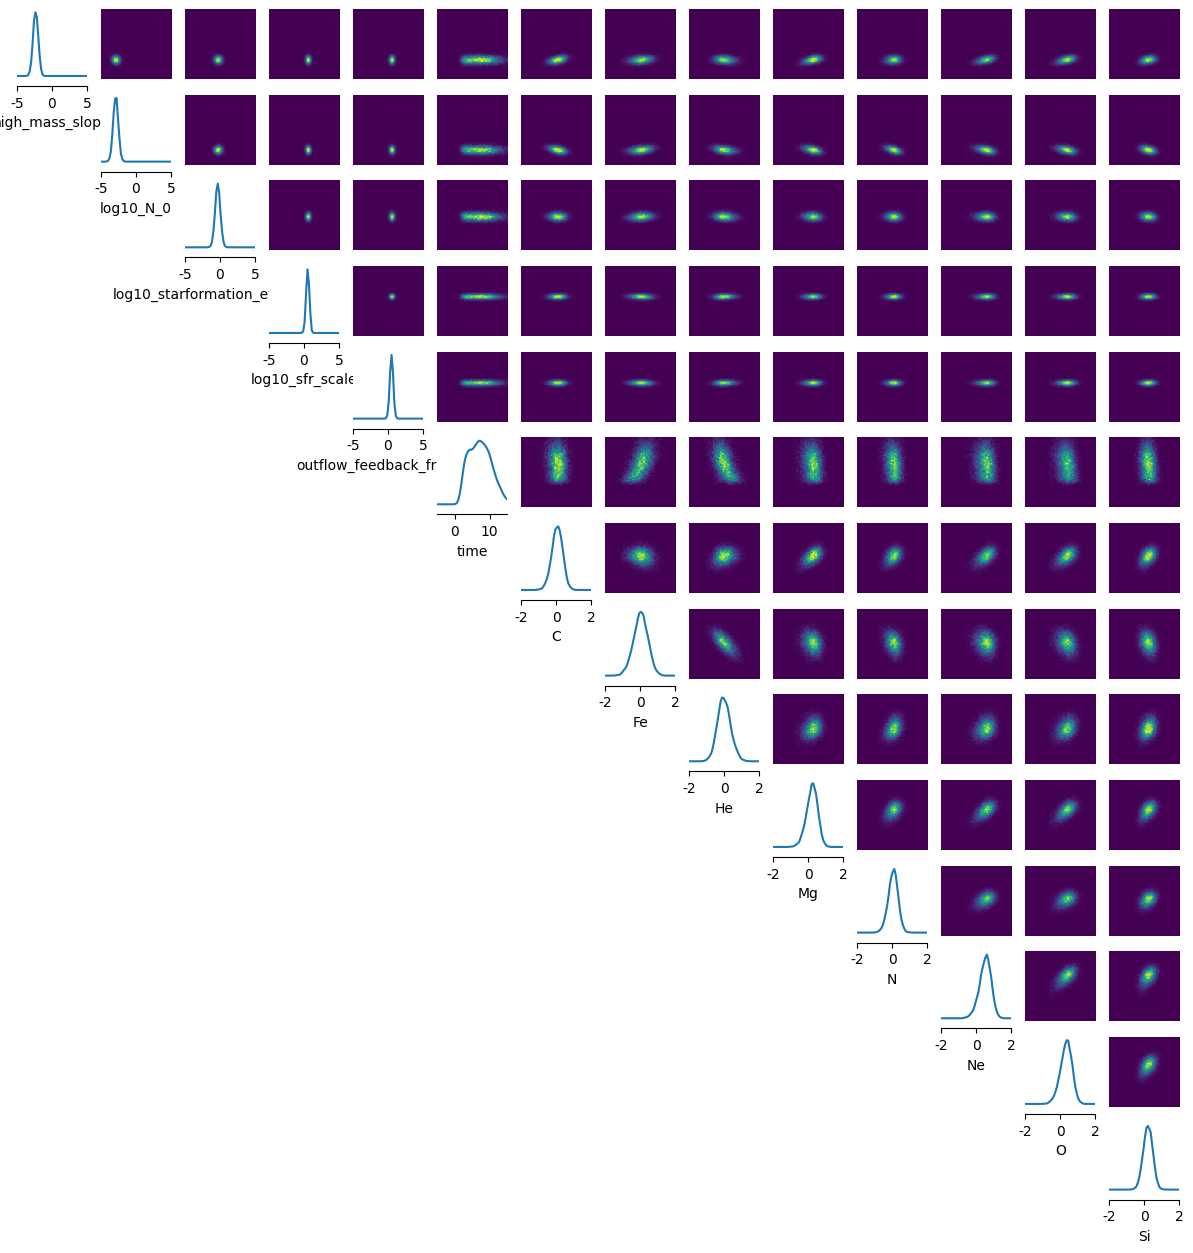 -5 0 5
high_mass_slop
-5 0 5
log10_N_0
-5 0 5
log10_starformation_e
-5 0 5
log10_sfr_scale
-5 0 5
outflow_feedback_fr
0 10
time
-2 0 2
C
-2 0 2
Fe
-2 0 2
He
-2 0 2
Mg
-2 0 2
N
-2 0 2
Ne
-2 0 2
O
-2 0 2
Si